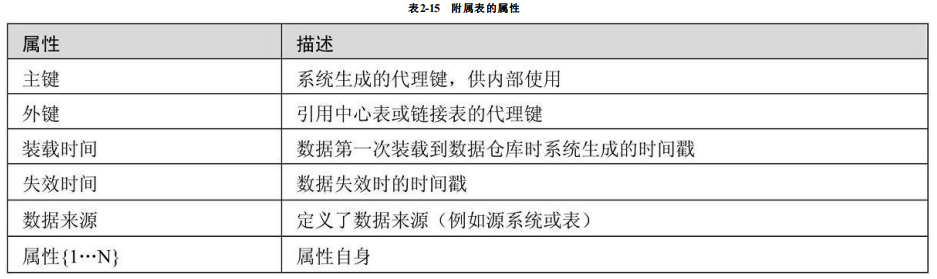 表2-15 附属表的属性
属性 描述
主键 系统生成的代理键，供内部使用
外键 引用中心表或链接表的代理键
装载时间 数据第一次装载到数据仓库时系统生成的时间戳
失效时间 数据失效时的时间戳
数据来源 定义了数据来源（例如源系统或表）
属性{1…N} 属性自身